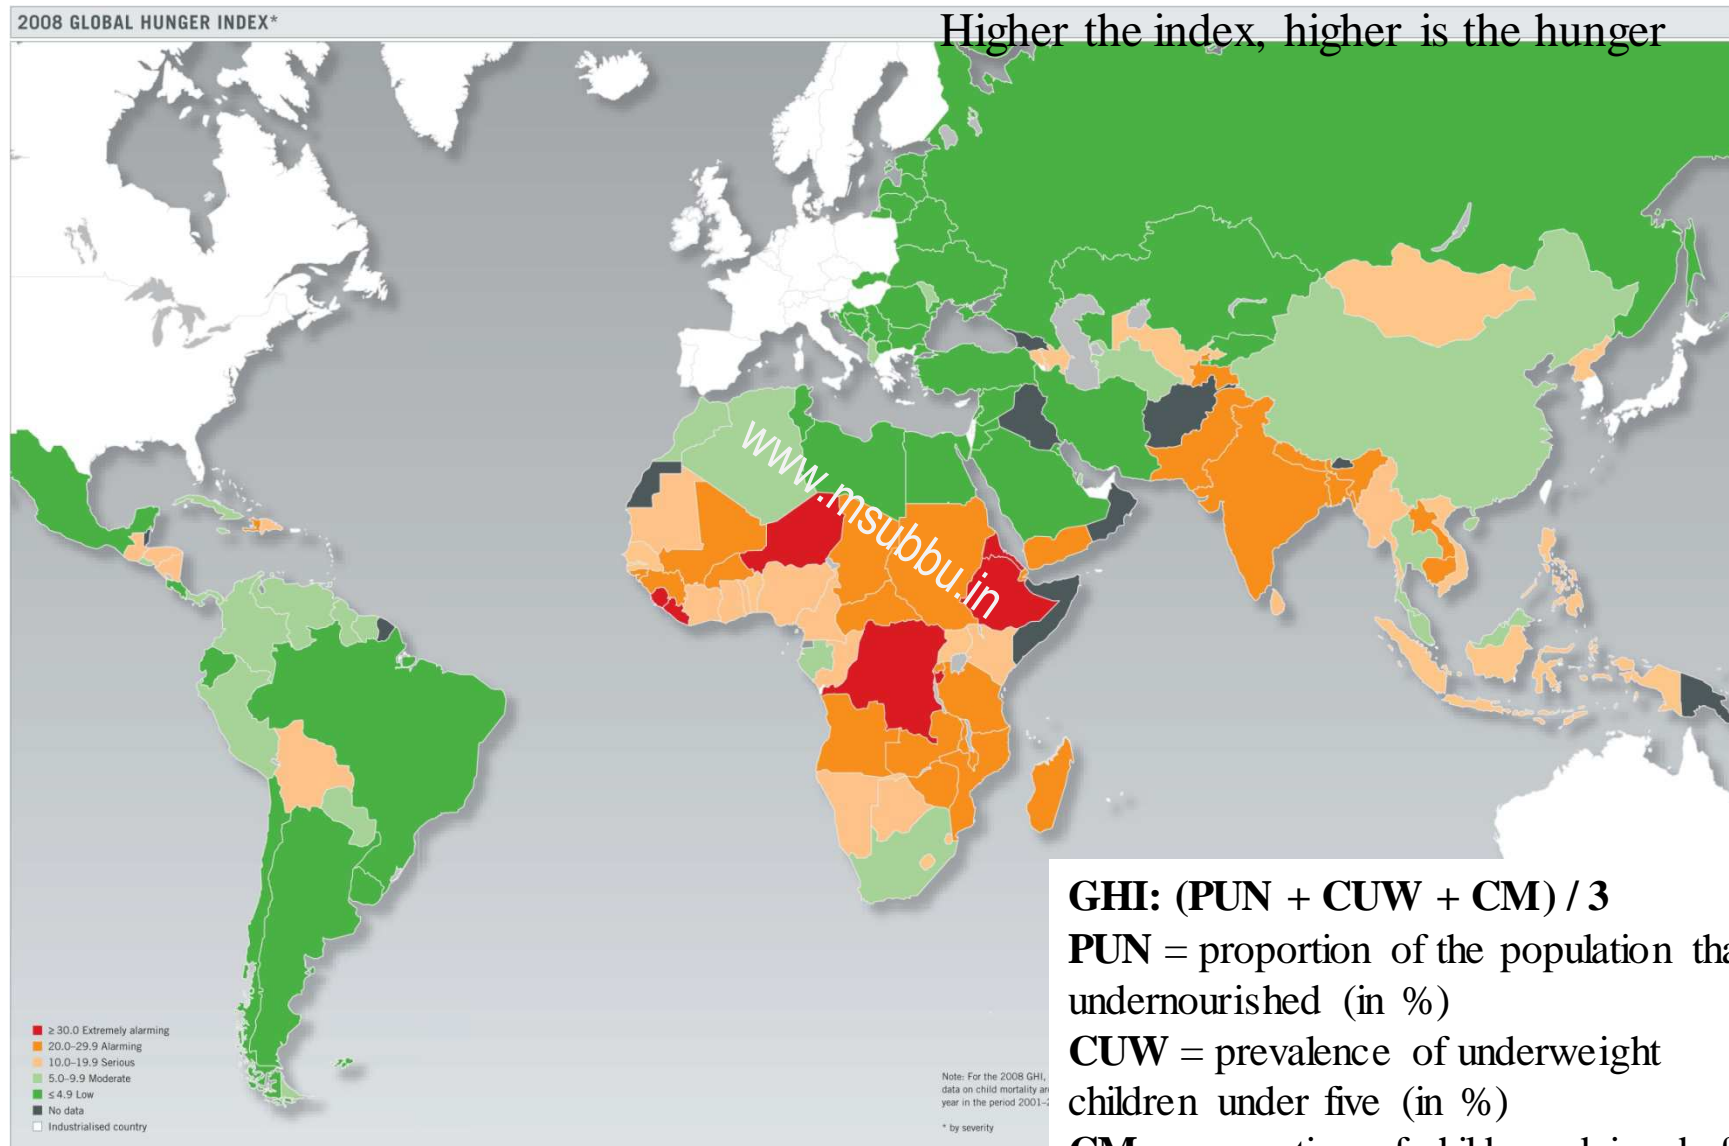 2008 GLOBAL HUNGER INDEX*
Higher the index, higher is the hunger
www.msubbu.in
GHI: (PUN + CUW + CM) / 3
PUN = proportion of the population tha
undernourished (in %)
CUW = prevalence of underweight
children under five (in %)
≥ 30.0 Extremely alarming
20.0–29.9 Alarming
10.0–19.9 Serious
5.0–9.9 Moderate
≤ 4.9 Low
No data
Industrialised country
Note: For the 2008 GHI,
data on child mortality ar
year in the period 2001–2
* by severity